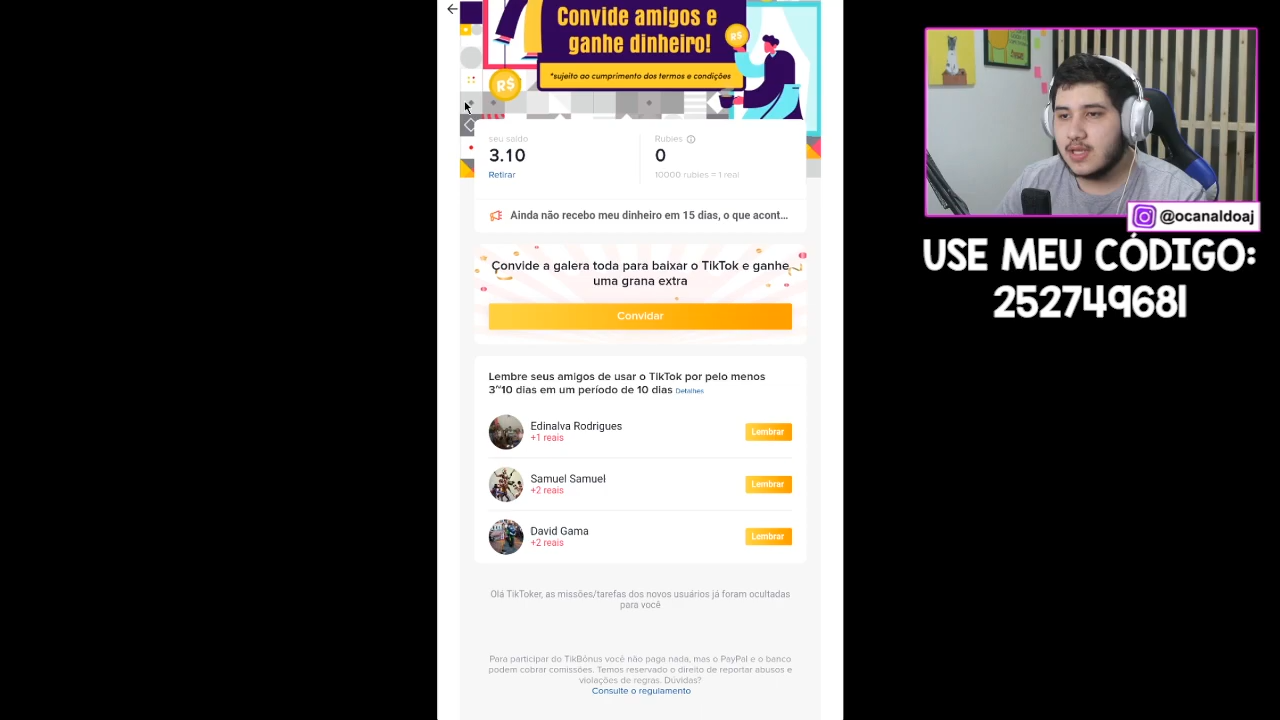 Convide amigos e
ganhe dinheiro!
*sujeito ao cumprimento dos termos e condições
R$
R$
seu saldo
3.10
Retirar
Rubies
0
10000 rubies = 1 real
Ainda não recebo meu dinheiro em 15 dias, o que acont...
Convide a galera toda para baixar o TikTok e ganhe
uma grana extra
Convidar
Lembre seus amigos de usar o TikTok por pelo menos
3~10 dias em um período de 10 dias Detalhes
Edinalva Rodrigues
+1 reais
Lembrar
Samuel Samuel
+2 reais
Lembrar
David Gama
+2 reais
Lembrar
Olá TikToker, as missões/tarefas dos novos usuários já foram ocultadas
para você
Para participar do TikBônus você não paga nada, mas o PayPal e o banco
podem cobrar comissões. Temos reservado o direito de reportar abusos e
violações de regras. Dúvidas?
Consulte o regulamento
@ocanaldoaj
USE MEU CÓDIGO:
252749681